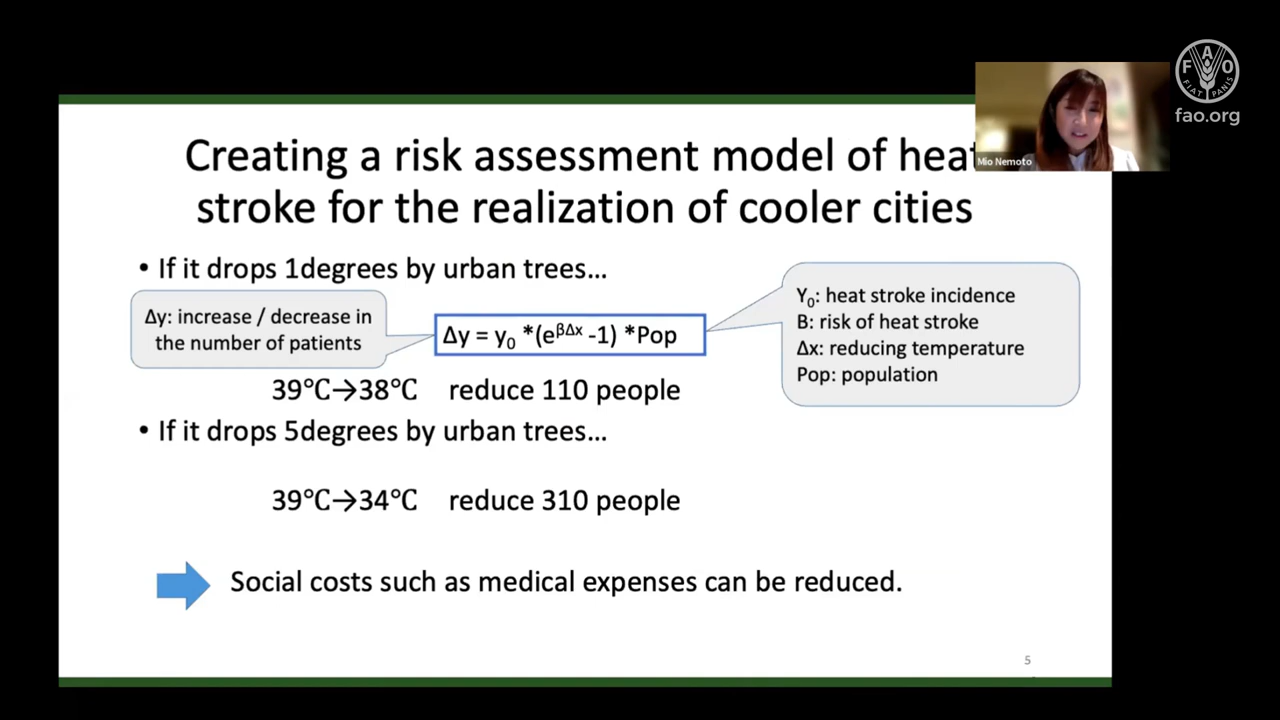 F A O
FIAT PANIS
fao.org
Mio Nemoto
Creating a risk assessment model of heat
stroke for the realization of cooler cities
• If it drops 1degrees by urban trees...
Δy: increase / decrease in
the number of patients
Δy = y₀ *(e^βΔx -1) *Pop
Y₀: heat stroke incidence
B: risk of heat stroke
Δx: reducing temperature
Pop: population
39℃→38℃ reduce 110 people
• If it drops 5degrees by urban trees...
39℃→34℃ reduce 310 people
Social costs such as medical expenses can be reduced.
5